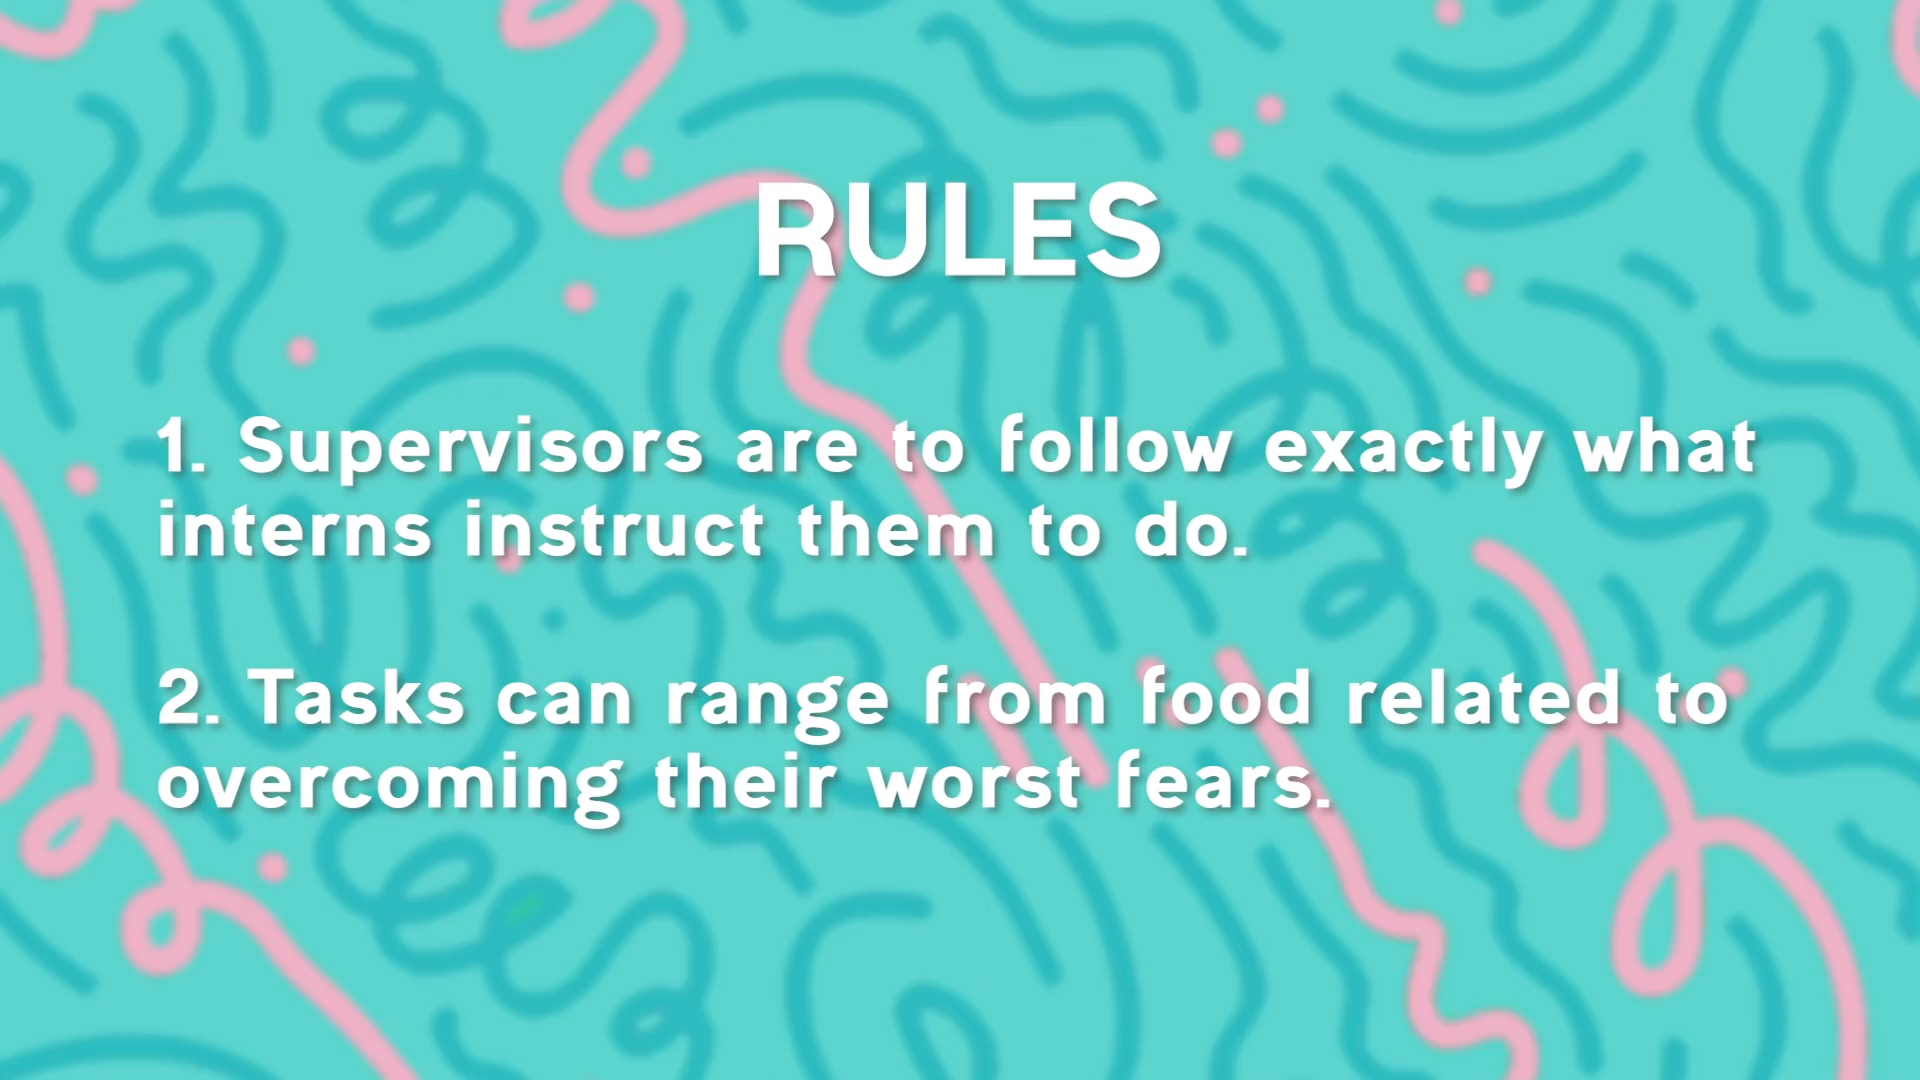 RULES
1. Supervisors are to follow exactly what
interns instruct them to do.
2. Tasks can range from food related to
overcoming their worst fears.